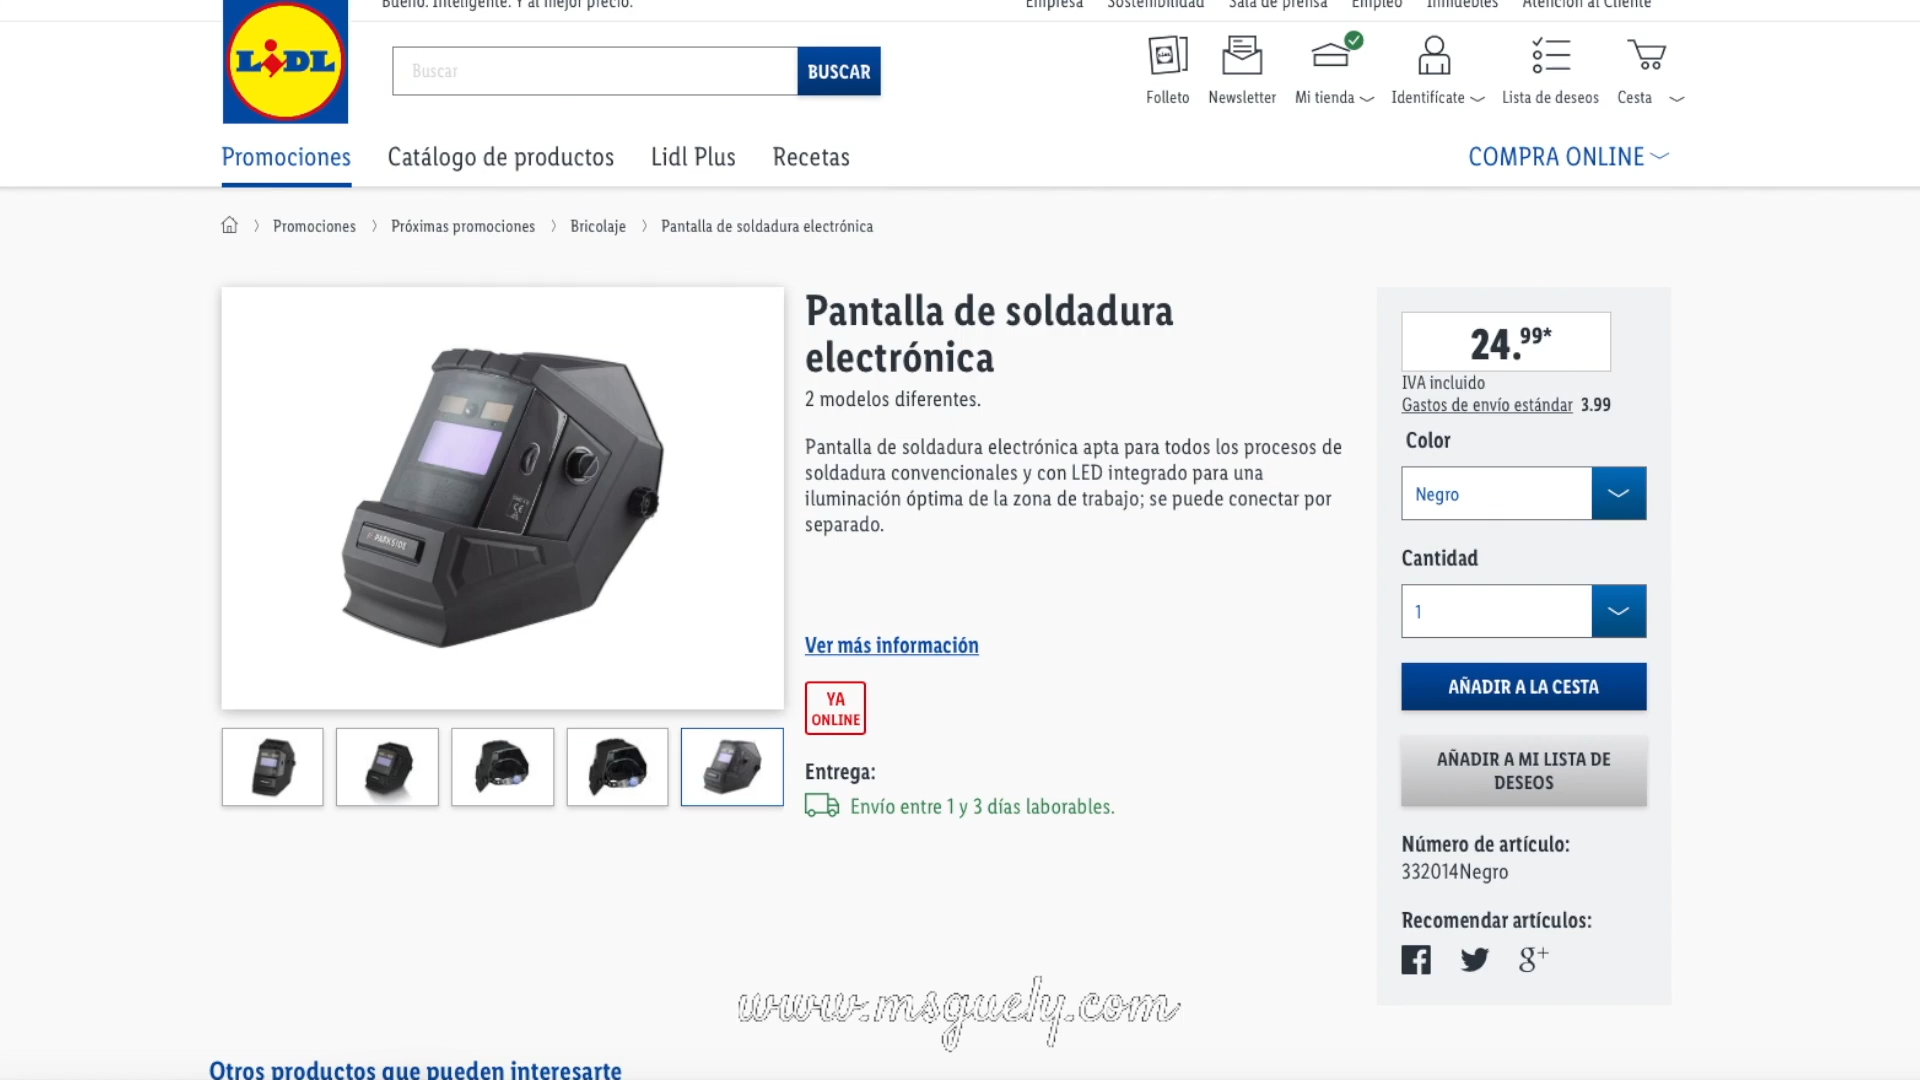 Bueno. Inteligente. Y al mejor precio.
Empresa Sostenibilidad Sala de prensa Empleo Inmuebles Atención al Cliente
LIDL
Buscar
BUSCAR
Folleto Newsletter Mi tienda Identifícate Lista de deseos Cesta
Promociones Catálogo de productos Lidl Plus Recetas
COMPRA ONLINE
Promociones Próximas promociones Bricolaje Pantalla de soldadura electrónica
PARKSIDE
Pantalla de soldadura
electrónica
2 modelos diferentes.
Pantalla de soldadura electrónica apta para todos los procesos de
soldadura convencionales y con LED integrado para una
iluminación óptima de la zona de trabajo; se puede conectar por
separado.
Ver más información
YA
ONLINE
Entrega:
Envío entre 1 y 3 días laborables.
24.99*
IVA incluido
Gastos de envío estándar 3.99
Color
Negro
Cantidad
1
AÑADIR A LA CESTA
AÑADIR A MI LISTA DE
DESEOS
Número de artículo:
332014Negro
Recomendar artículos:
g+
www.msguely.com
Otros productos que pueden interesarte